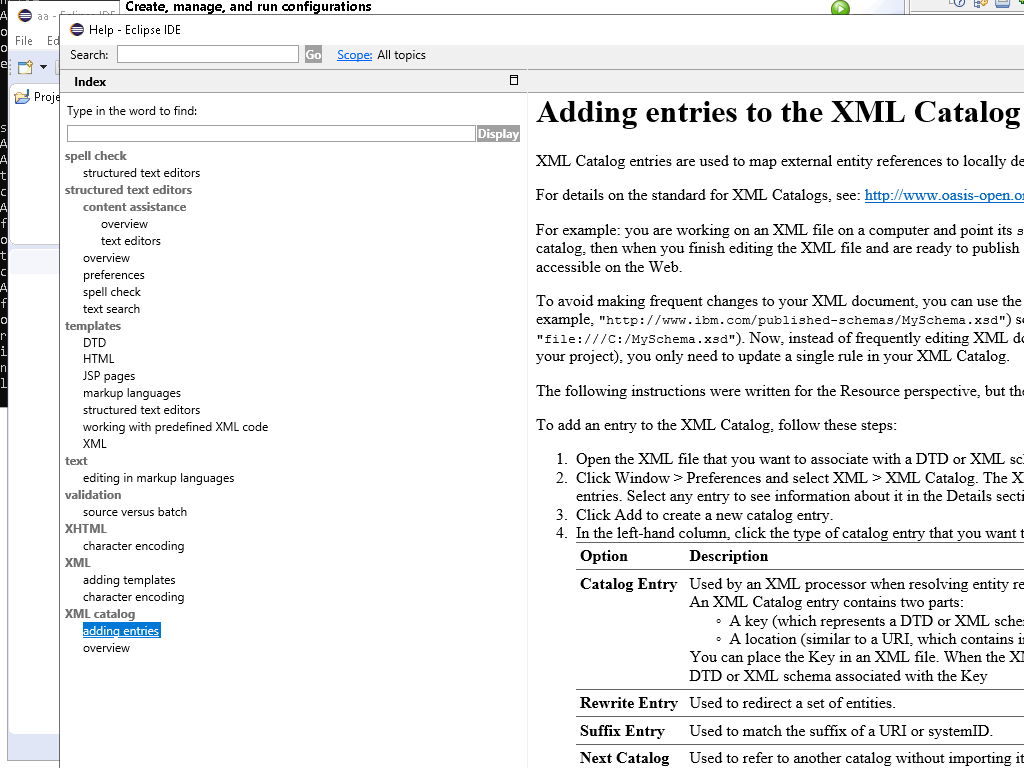 Create, manage, and run configurations
aa - Eclipse IDE
File Ed
Proje
Help - Eclipse IDE
Search: Go Scope: All topics
Index
Type in the word to find:
Display
spell check
structured text editors
structured text editors
content assistance
overview
text editors
overview
preferences
spell check
text search
templates
DTD
HTML
JSP pages
markup languages
structured text editors
working with predefined XML code
XML
text
editing in markup languages
validation
source versus batch
XHTML
character encoding
XML
adding templates
character encoding
XML catalog
adding entries
overview
Adding entries to the XML Catalog
XML Catalog entries are used to map external entity references to locally de
For details on the standard for XML Catalogs, see: http://www.oasis-open.o
For example: you are working on an XML file on a computer and point its s
catalog, then when you finish editing the XML file and are ready to publish
accessible on the Web.
To avoid making frequent changes to your XML document, you can use the
example, "http://www.ibm.com/published-schemas/MySchema.xsd") se
"file:///C:/MySchema.xsd"). Now, instead of frequently editing XML do
your project), you only need to update a single rule in your XML Catalog.
The following instructions were written for the Resource perspective, but the
To add an entry to the XML Catalog, follow these steps:
1. Open the XML file that you want to associate with a DTD or XML sc
2. Click Window > Preferences and select XML > XML Catalog. The X
entries. Select any entry to see information about it in the Details secti
3. Click Add to create a new catalog entry.
4. In the left-hand column, click the type of catalog entry that you want t
Option Description
Catalog Entry Used by an XML processor when resolving entity re
An XML Catalog entry contains two parts:
◦ A key (which represents a DTD or XML sche
◦ A location (similar to a URI, which contains i
You can place the Key in an XML file. When the XM
DTD or XML schema associated with the Key
Rewrite Entry Used to redirect a set of entities.
Suffix Entry Used to match the suffix of a URI or systemID.
Next Catalog Used to refer to another catalog without importing it